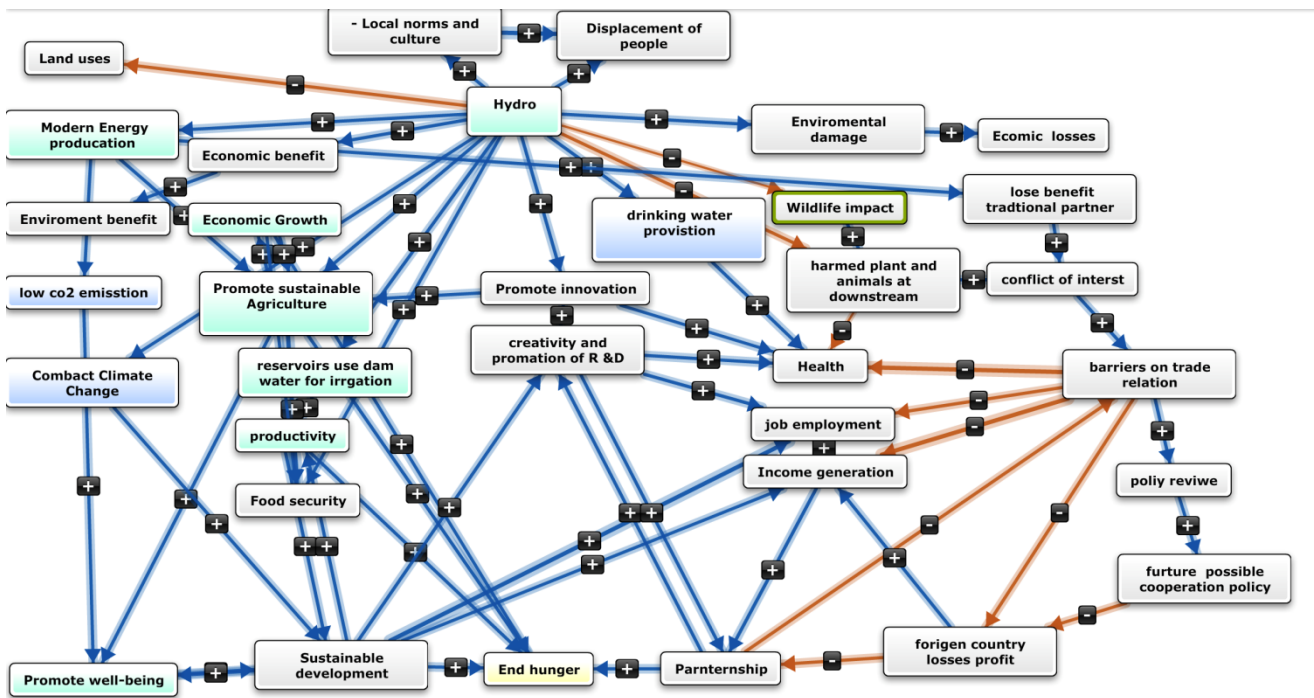 - Local norms and
culture
Displacement of
people
Land uses
Hydro
Modern Energy
producation
Enviromental
damage
Ecomic losses
Economic benefit
lose benefit
tradtional partner
Enviroment benefit
Economic Growth
Wildlife impact
drinking water
provistion
harmed plant and
animals at
downstream
conflict of interst
low co2 emisstion
Promote sustainable
Agriculture
Promote innovation
creativity and
promation of R &D
Health
barriers on trade
relation
Combact Climate
Change
reservoirs use dam
water for irrgation
job employment
productivity
Income generation
poliy reviwe
Food security
furture possible
cooperation policy
forigen country
losses profit
Sustainable
development
End hunger
Parnternship
Promote well-being